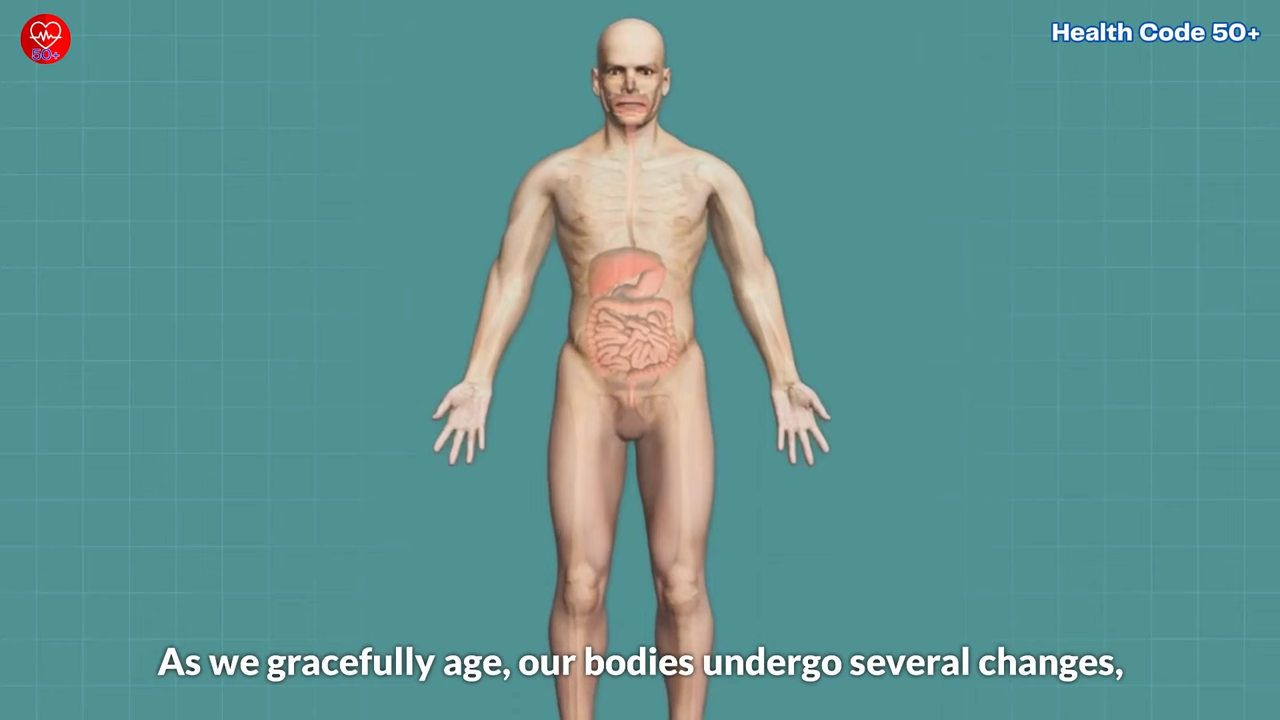 50+
Health Code 50+
As we gracefully age, our bodies undergo several changes,